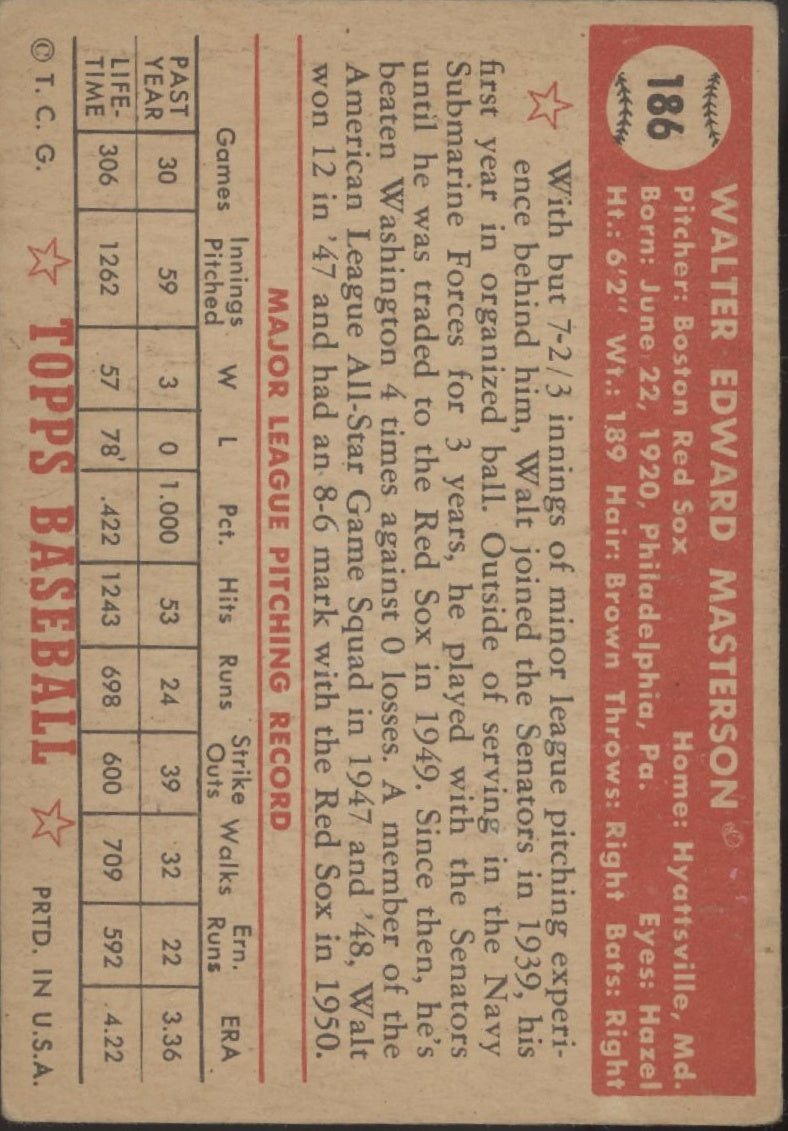 186
WALTER EDWARD MASTERSON
Pitcher: Boston Red Sox Home: Hyattsville, Md.
Born: June 22, 1920, Philadelphia, Pa. Eyes: Hazel
Ht.: 6'2" Wt.: 189 Hair: Brown Throws: Right Bats: Right
With but 7-2/3 innings of minor league pitching experi-
ence behind him, Walt joined the Senators in 1939, his
first year in organized ball. Outside of serving in the Navy
Submarine Forces for 3 years, he played with the Senators
until he was traded to the Red Sox in 1949. Since then, he's
beaten Washington 4 times against 0 losses. A member of the
American League All-Star Game Squad in 1947 and '48, Walt
won 12 in '47 and had an 8-6 mark with the Red Sox in 1950.
MAJOR LEAGUE PITCHING RECORD
Games Innings Pitched W L Pct. Hits Runs Strike Outs Walks Ern. Runs ERA
PAST YEAR 30 59 3 0 1.000 53 24 39 32 22 3.36
LIFE-TIME 306 1262 57 78 .422 1243 698 600 709 592 4.22
© T. C. G. TOPPS BASEBALL PRTD. IN U.S.A.